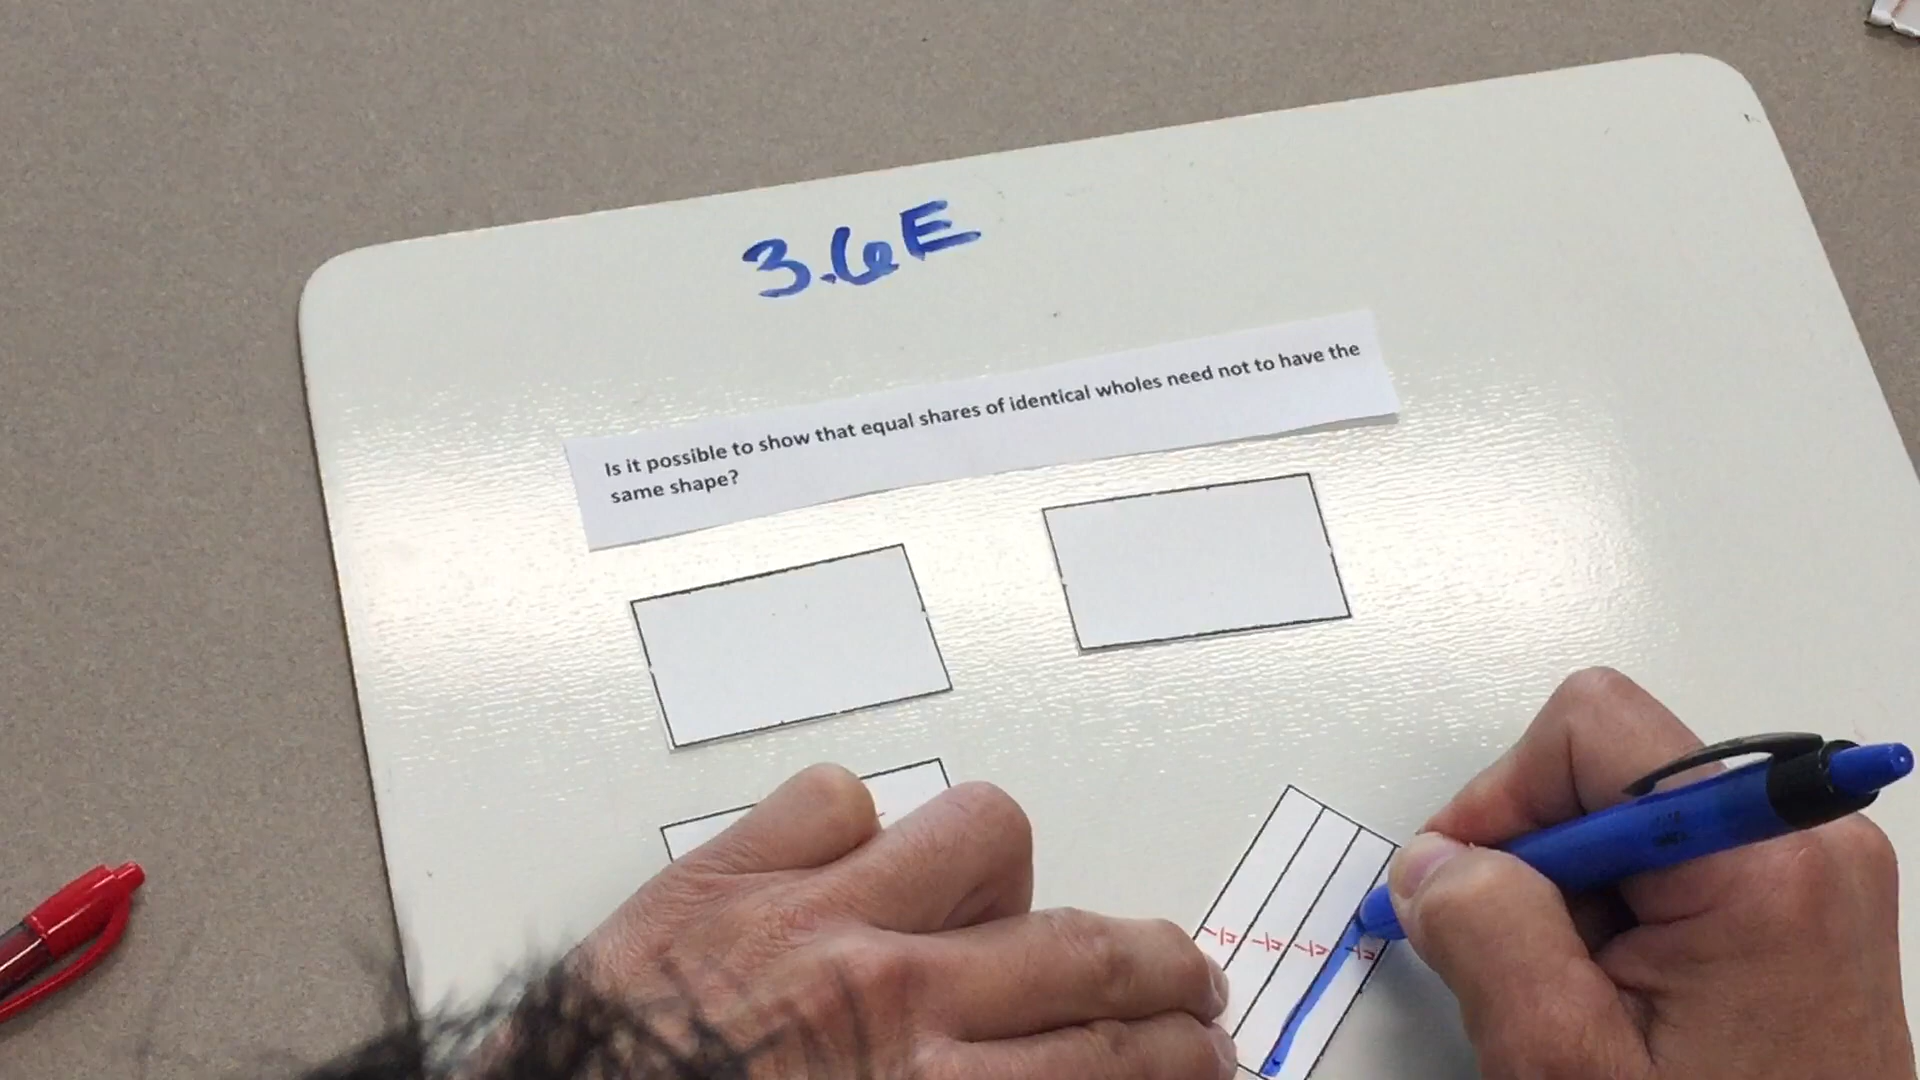 3.6E
Is it possible to show that equal shares of identical wholes need not to have the
same shape?